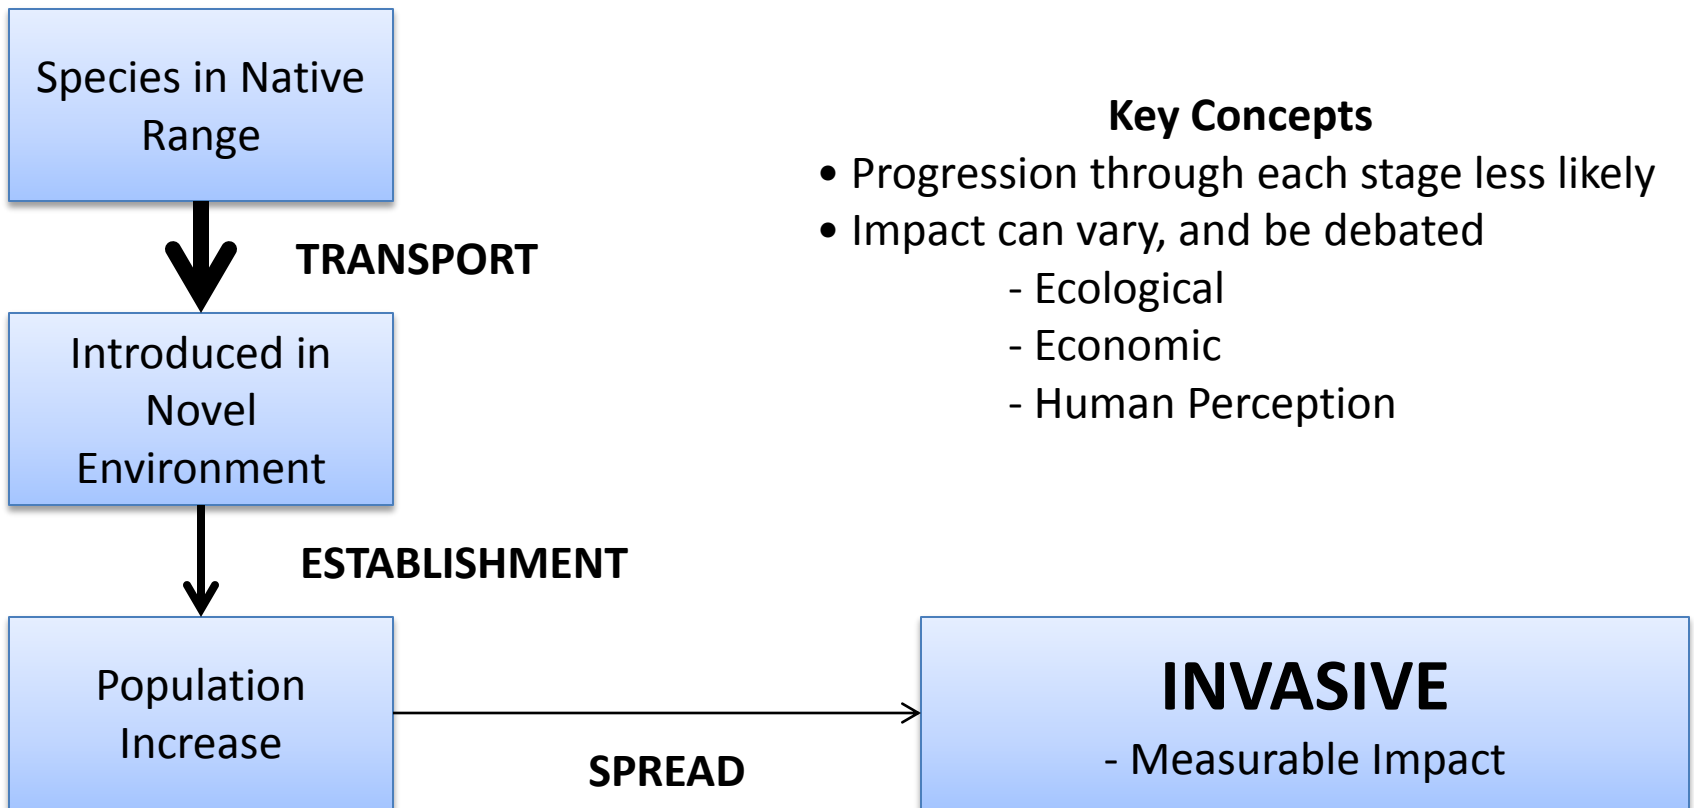 Species in Native
Range
TRANSPORT
Introduced in
Novel
Environment
ESTABLISHMENT
Population
Increase
SPREAD
INVASIVE
- Measurable Impact
Key Concepts
• Progression through each stage less likely
• Impact can vary, and be debated
- Ecological
- Economic
- Human Perception